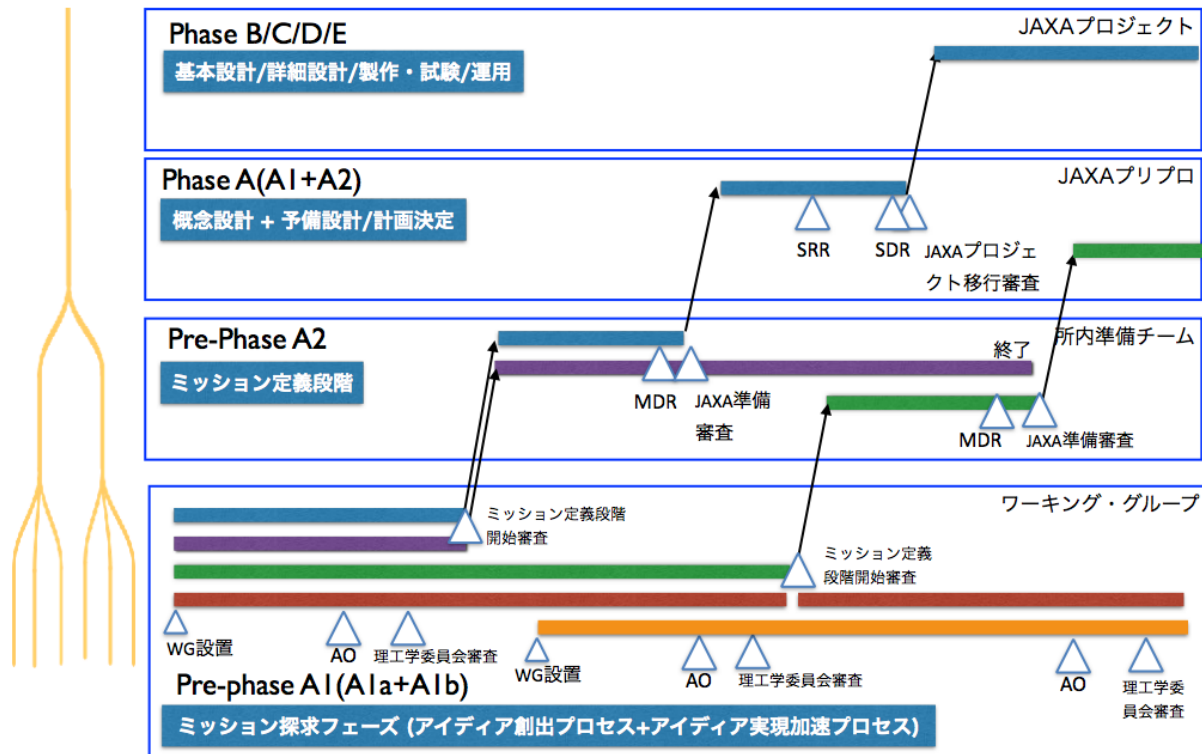 Phase B/C/D/E
JAXAプロジェクト
基本設計/詳細設計/製作・試験/運用
Phase A(A1+A2)
JAXAプリプロ
概念設計 + 予備設計/計画決定
SRR
SDR
JAXAプロジェ
クト移行審査
Pre-Phase A2
所内準備チーム
終了
ミッション定義段階
MDR
JAXA準備
審査
MDR
JAXA準備審査
ワーキング・グループ
ミッション定義段階
開始審査
ミッション定義
段階開始審査
WG設置
AO
理工学委員会審査
WG設置
AO
理工学委員会審査
AO
理工学委
員会審査
Pre-phase A1(A1a+A1b)
ミッション探求フェーズ (アイディア創出プロセス+アイディア実現加速プロセス)